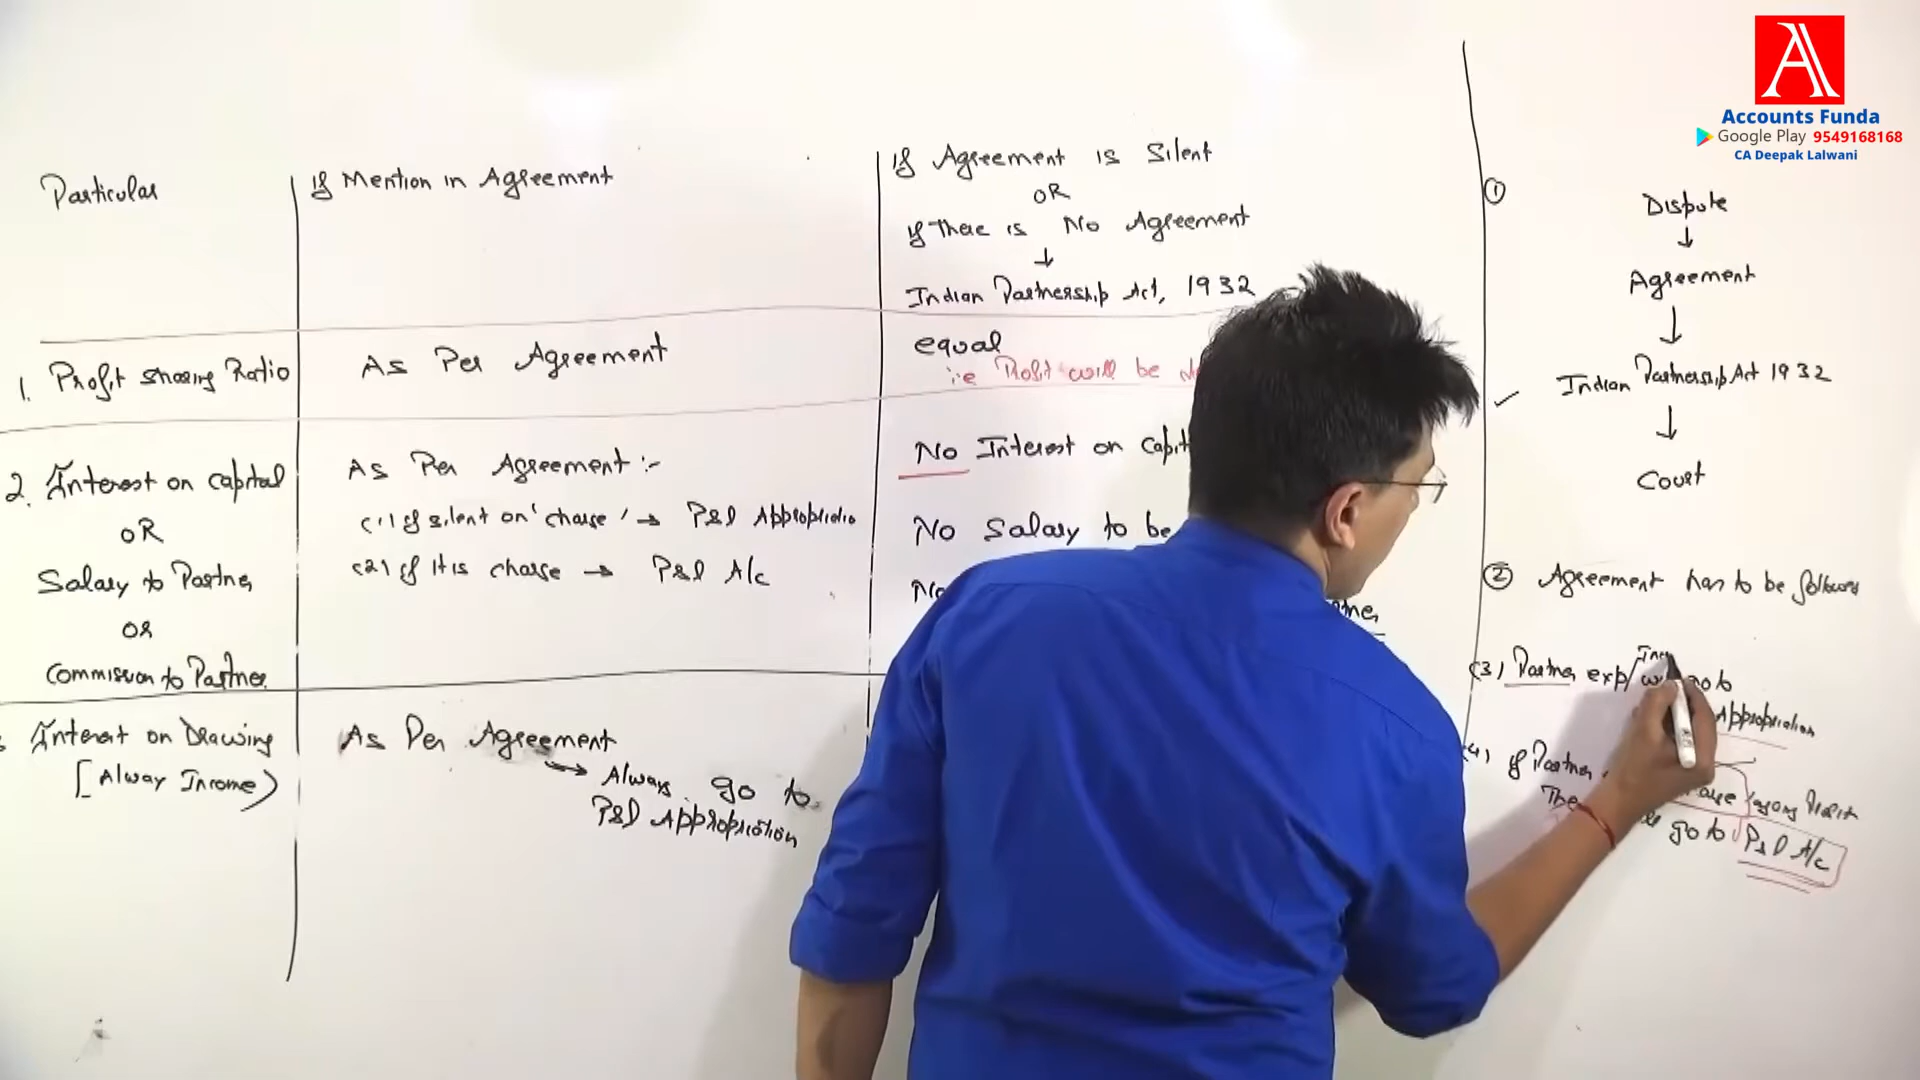 Accounts Funda
Google Play 9549168168
CA Deepak Lalwani
Particular
if Mention in Agreement
if Agreement is Silent
OR
if There is No Agreement
Indian Partnership Act, 1932
1. Profit sharing Ratio
As Per Agreement
equal
i.e Profit will be
2. Interest on capital
OR
Salary to Partner
OR
Commission to Partner
As Per Agreement :-
(1) if silent on 'charge' → P&L Appropriatio
(2) if it is charge → P&L A/c
No Interest on capit
No Salary to be
No
Interest on Drawing
[Alway Income)
As Per Agreement
→ Always go to
P&L Appropriation
①
Dispute
↓
Agreement
↓
Indian Partnership Act 1932
↓
Court
② Agreement has to be followed
(3) Partner exp/ go to
Appropriation
(4) if Partner
The go to P&L A/c